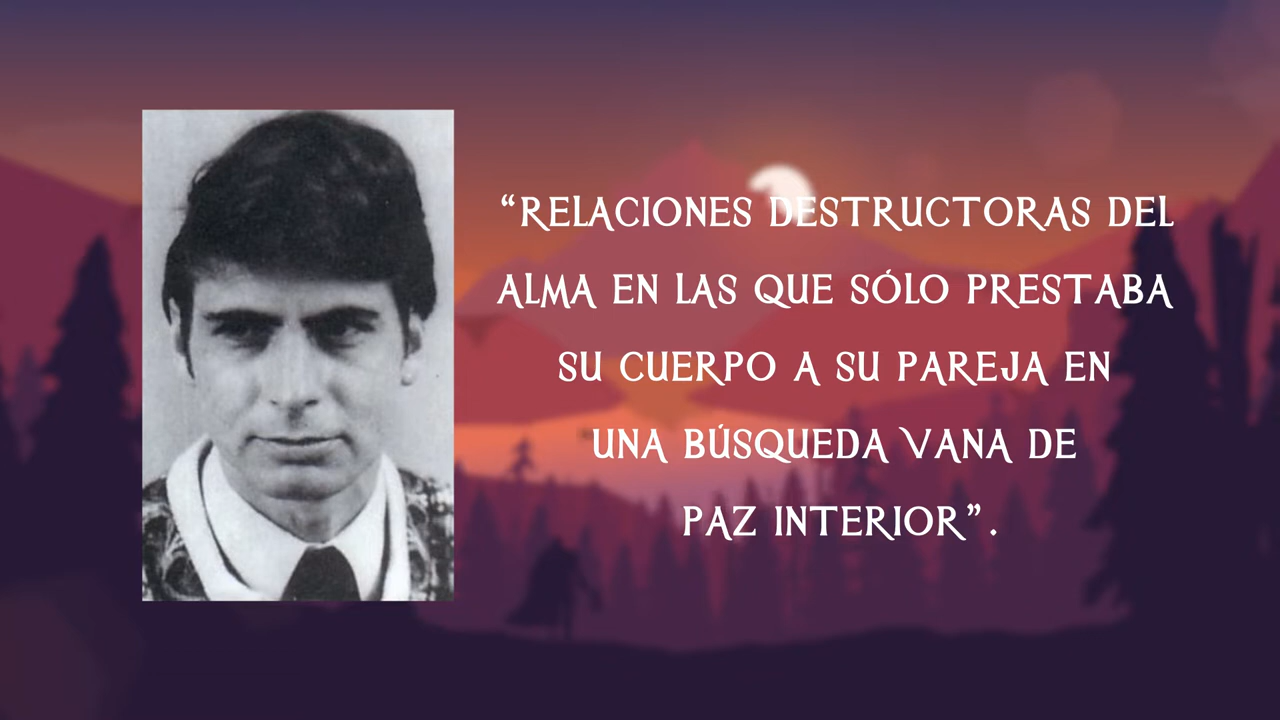 “RELACIONES DESTRUCTORAS DEL
ALMA EN LAS QUE SÓLO PRESTABA
SU CUERPO A SU PAREJA EN
UNA BÚSQUEDA VANA DE
PAZ INTERIOR”.